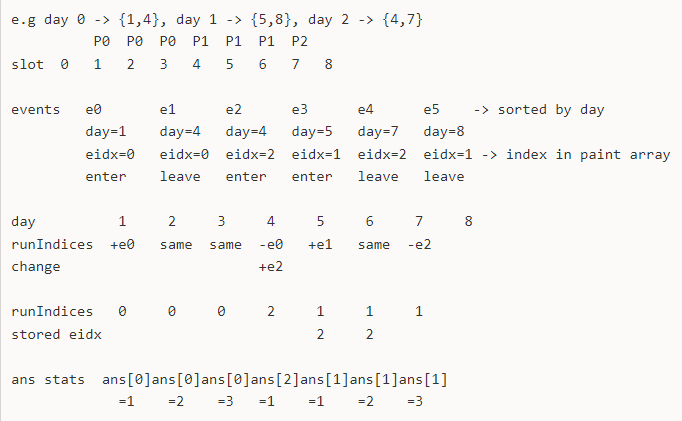 e.g day 0 -> {1,4}, day 1 -> {5,8}, day 2 -> {4,7}
P0 P0 P0 P1 P1 P1 P2
slot 0 1 2 3 4 5 6 7 8
events e0 e1 e2 e3 e4 e5 -> sorted by day
day=1 day=4 day=4 day=5 day=7 day=8
eidx=0 eidx=0 eidx=2 eidx=1 eidx=2 eidx=1 -> index in paint array
enter leave enter enter leave leave
day 1 2 3 4 5 6 7 8
runIndices +e0 same same -e0 +e1 same -e2
change +e2
runIndices 0 0 0 2 1 1 1
stored eidx 2 2
ans stats ans[0]ans[0]ans[0]ans[2]ans[1]ans[1]ans[1]
=1 =2 =3 =1 =1 =2 =3